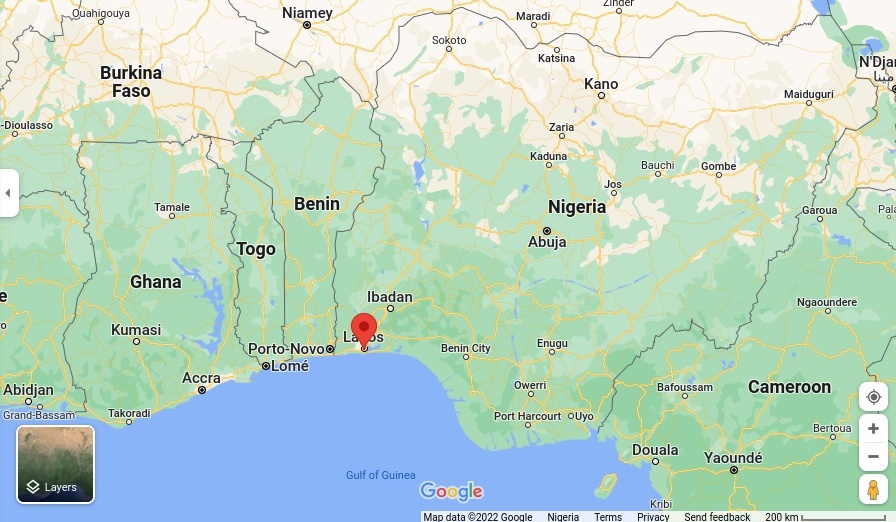 Ouahigouya
Niamey
Maradi
Zinder
Sokoto
Katsina
N'Dja
مينا
Burkina
Faso
Kano
Maiduguri
-Dioulasso
Zaria
Kaduna
Bauchi
Gombe
Jos
Tamale
Benin
Nigeria
Garoua
Pala
Togo
Abuja
Ghana
Ibadan
Ngaoundere
Kumasi
Lagos
Porto-Novo
Benin City
Enugu
Lomé
Accra
Owerri
Bafoussam
Cameroon
Abidjan
Grand-Bassam
Takoradi
Port Harcourt
Uyo
Bertoua
Douala
Yaoundé
Gulf of Guinea
Layers
Google
Kribi
Map data ©2022 Google
Nigeria
Terms
Privacy
Send feedback
200 km